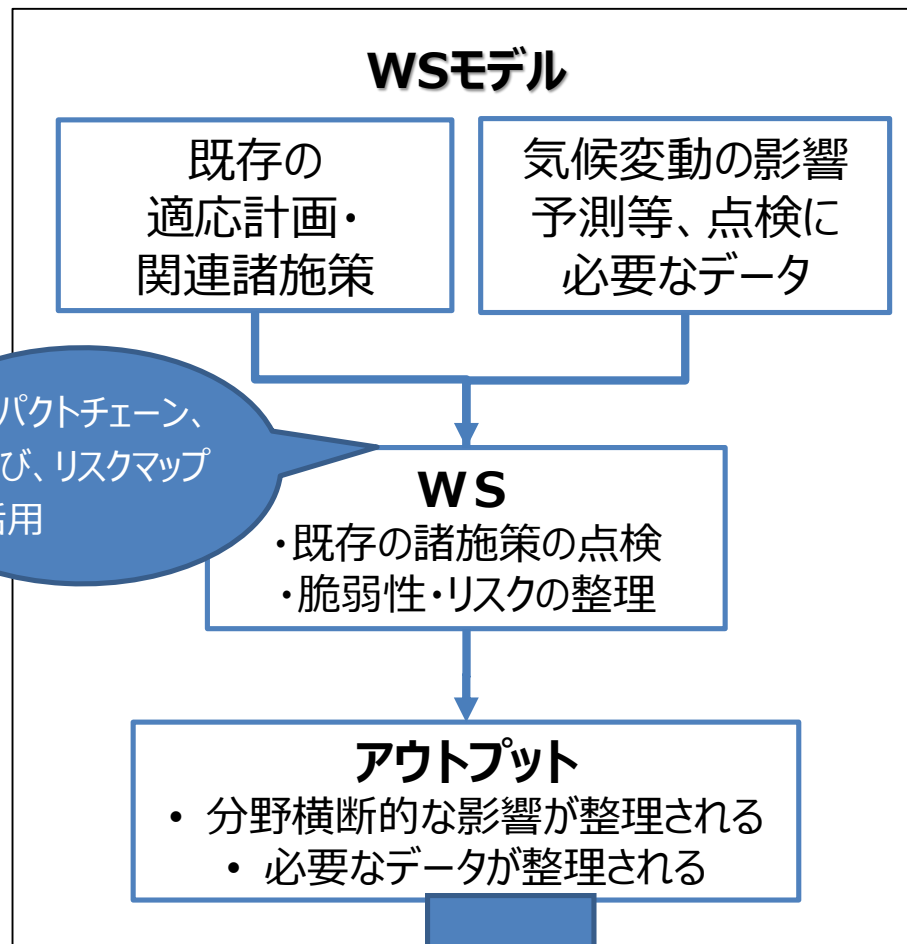 WSモデル
既存の
適応計画・
関連諸施策
気候変動の影響
予測等、点検に
必要なデータ
パクトチェーン、
び、リスクマップ
活用
WS
・既存の諸施策の点検
・脆弱性・リスクの整理
アウトプット
• 分野横断的な影響が整理される
• 必要なデータが整理される